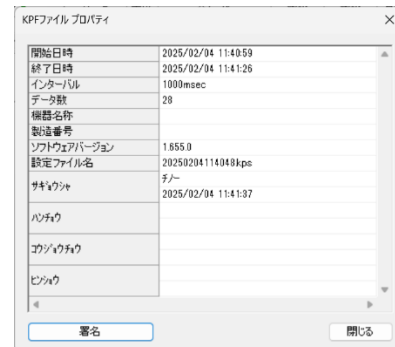 KPFファイル プロパティ
開始日時 2025/02/04 11:40:59
終了日時 2025/02/04 11:41:26
インターバル 1000msec
データ数 28
機器名称
製造番号
ソフトウェアバージョン 1.655.0
設定ファイル名 20250204114048.kps
ｻｷﾞｮｳｼｬ チノー
2025/02/04 11:41:37
ﾊﾝﾁｮｳ
ｺｳｼﾞｮｳﾁｮｳ
ﾋﾝｼｮｳ
署名 閉じる